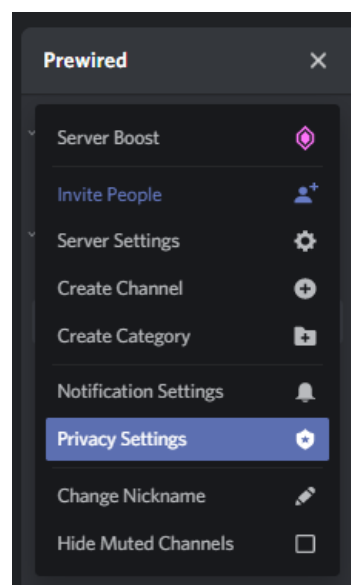 Prewired
Server Boost
Invite People
Server Settings
Create Channel
Create Category
Notification Settings
Privacy Settings
Change Nickname
Hide Muted Channels